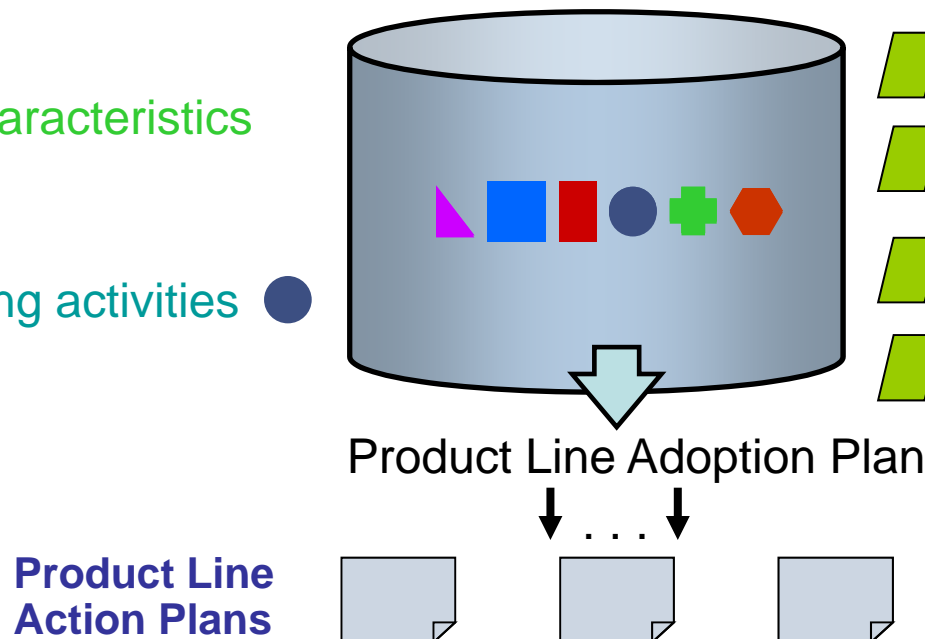 aracteristics
ng activities
Product Line Adoption Plan
. . .
Product Line
Action Plans